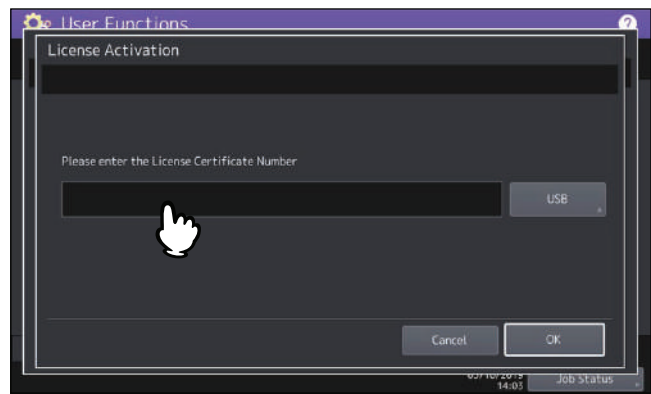 User Functions
?
License Activation
Please enter the License Certificate Number
USB
Cancel
OK
14:03
Job Status